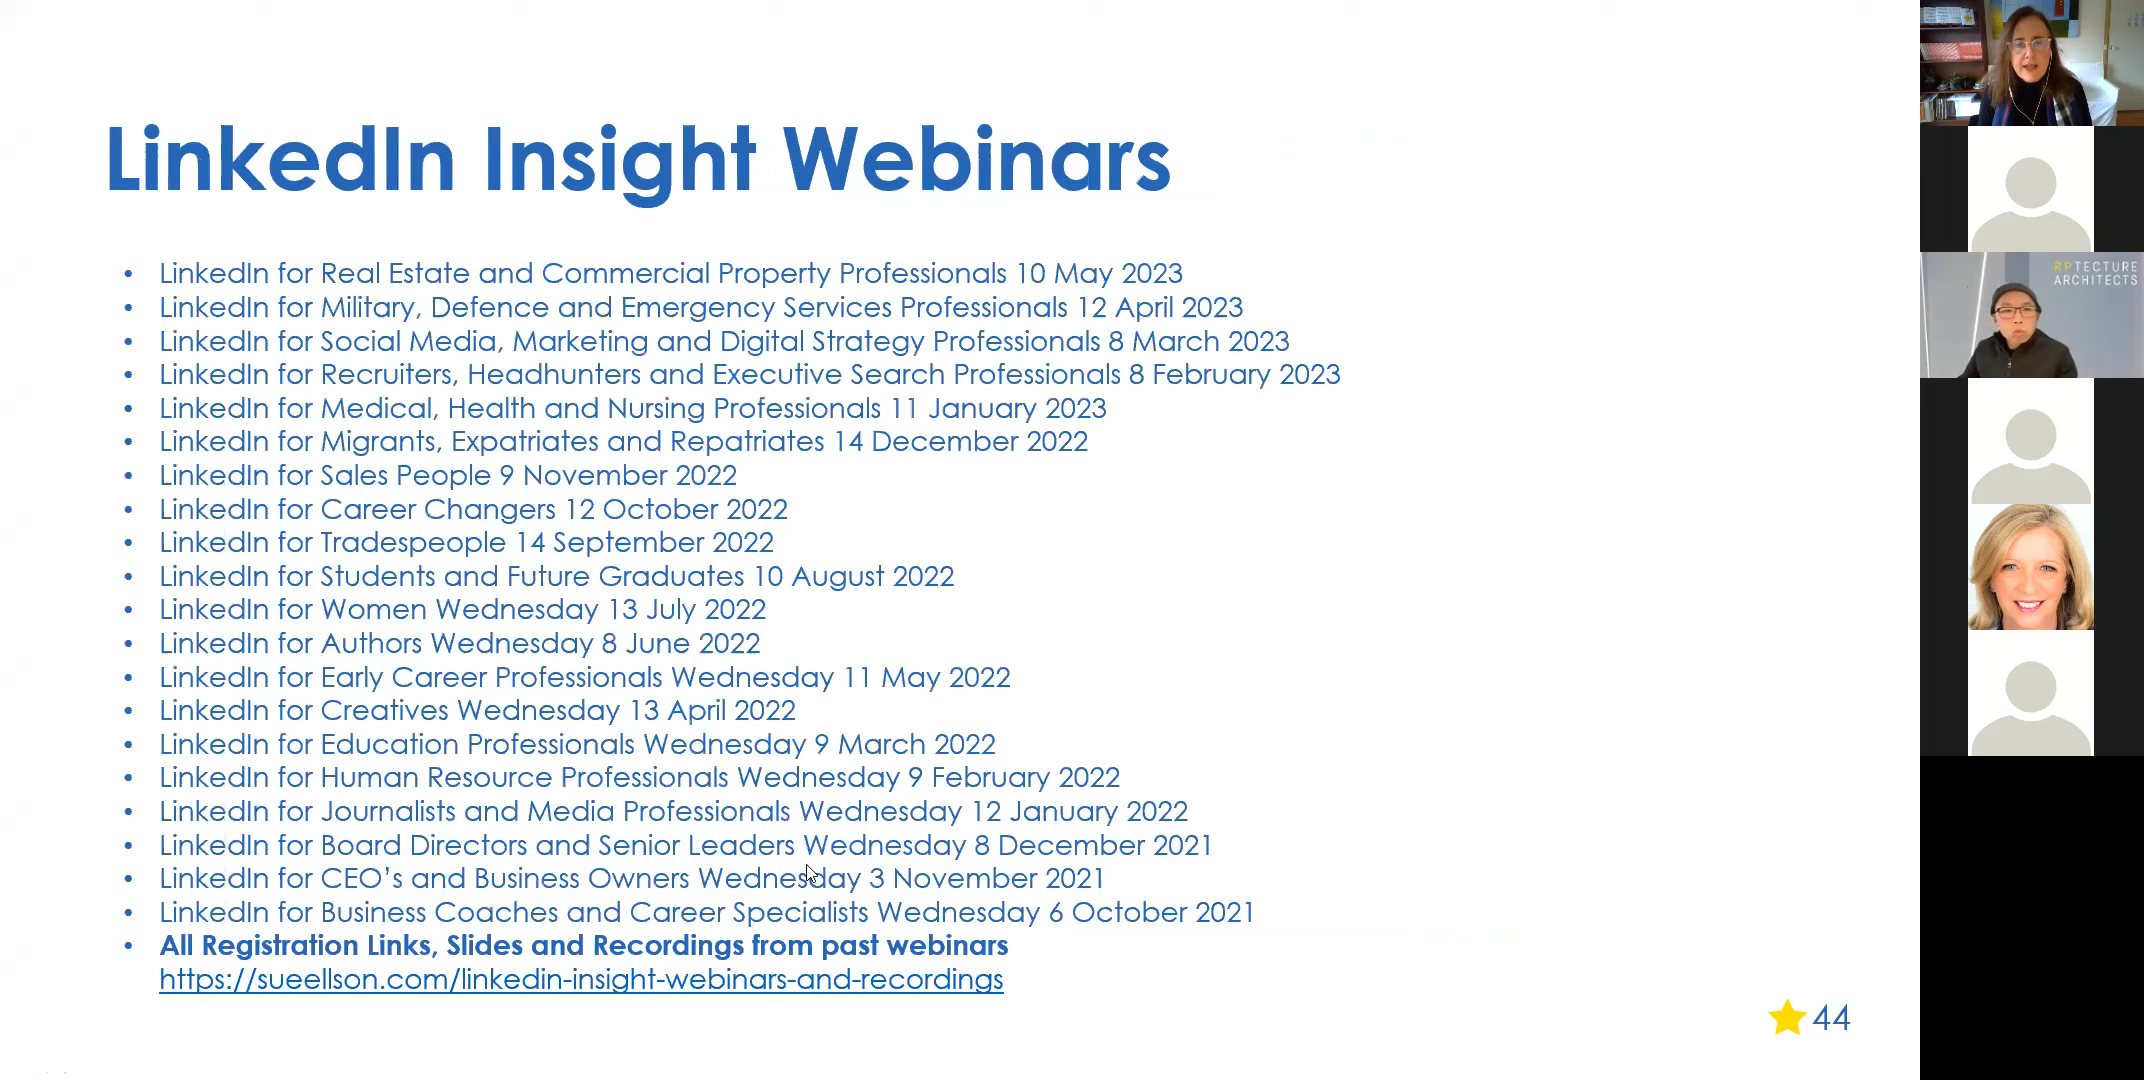 LinkedIn Insight Webinars
• LinkedIn for Real Estate and Commercial Property Professionals 10 May 2023
• LinkedIn for Military, Defence and Emergency Services Professionals 12 April 2023
• LinkedIn for Social Media, Marketing and Digital Strategy Professionals 8 March 2023
• LinkedIn for Recruiters, Headhunters and Executive Search Professionals 8 February 2023
• LinkedIn for Medical, Health and Nursing Professionals 11 January 2023
• LinkedIn for Migrants, Expatriates and Repatriates 14 December 2022
• LinkedIn for Sales People 9 November 2022
• LinkedIn for Career Changers 12 October 2022
• LinkedIn for Tradespeople 14 September 2022
• LinkedIn for Students and Future Graduates 10 August 2022
• LinkedIn for Women Wednesday 13 July 2022
• LinkedIn for Authors Wednesday 8 June 2022
• LinkedIn for Early Career Professionals Wednesday 11 May 2022
• LinkedIn for Creatives Wednesday 13 April 2022
• LinkedIn for Education Professionals Wednesday 9 March 2022
• LinkedIn for Human Resource Professionals Wednesday 9 February 2022
• LinkedIn for Journalists and Media Professionals Wednesday 12 January 2022
• LinkedIn for Board Directors and Senior Leaders Wednesday 8 December 2021
• LinkedIn for CEO’s and Business Owners Wednesday 3 November 2021
• LinkedIn for Business Coaches and Career Specialists Wednesday 6 October 2021
• All Registration Links, Slides and Recordings from past webinars
https://sueellson.com/linkedin-insight-webinars-and-recordings
44
RPTECTURE
ARCHITECTS